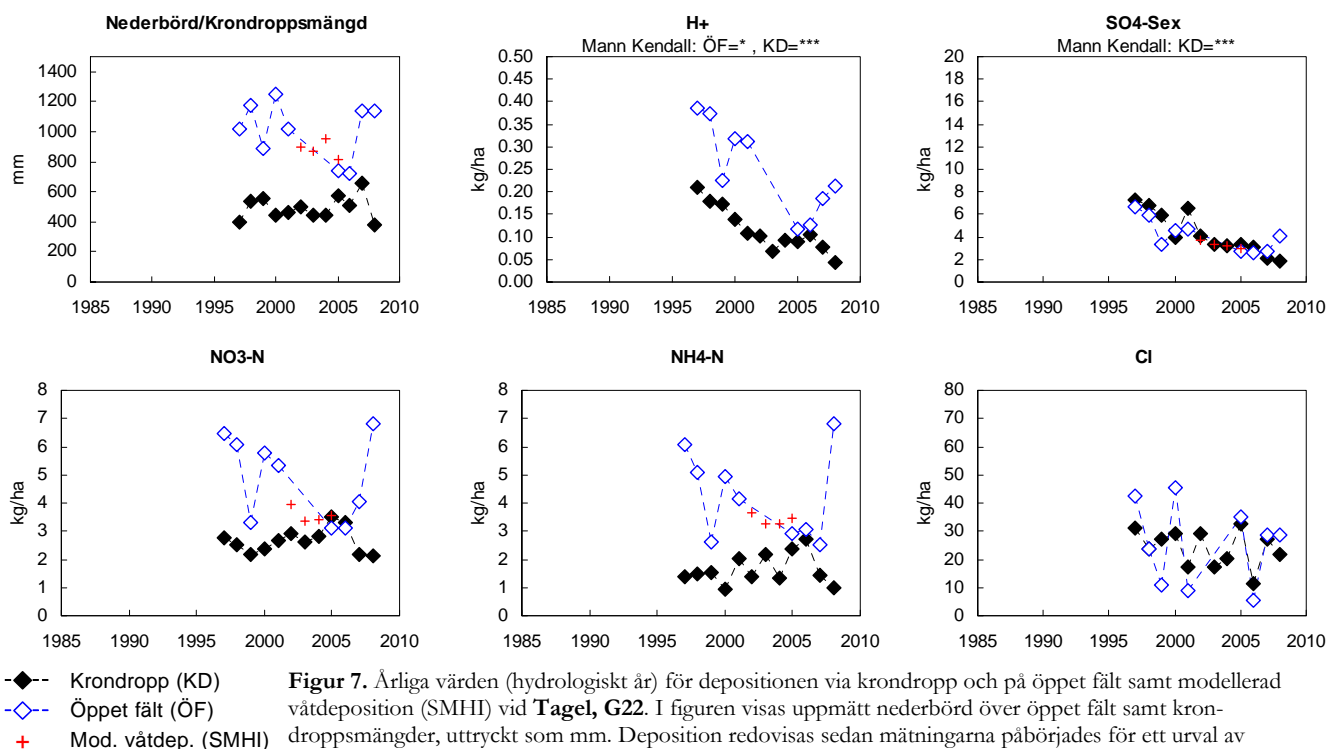 Nederbörd/Krondroppsmängd
mm
1400
1200
1000
800
600
400
200
0
1985 1990 1995 2000 2005 2010
H+
Mann Kendall: ÖF=* , KD=***
kg/ha
0.50
0.45
0.40
0.35
0.30
0.25
0.20
0.15
0.10
0.05
0.00
1985 1990 1995 2000 2005 2010
SO4-Sex
Mann Kendall: KD=***
kg/ha
20
18
16
14
12
10
8
6
4
2
0
1985 1990 1995 2000 2005 2010
NO3-N
kg/ha
8
7
6
5
4
3
2
1
0
1985 1990 1995 2000 2005 2010
NH4-N
kg/ha
8
7
6
5
4
3
2
1
0
1985 1990 1995 2000 2005 2010
Cl
kg/ha
80
70
60
50
40
30
20
10
0
1985 1990 1995 2000 2005 2010
Krondropp (KD)
Öppet fält (ÖF)
Mod. våtdep. (SMHI)
Figur 7. Årliga värden (hydrologiskt år) för depositionen via krondropp och på öppet fält samt modellerad
våtdeposition (SMHI) vid Tagel, G22. I figuren visas uppmätt nederbörd över öppet fält samt kron-
droppsmängder, uttryckt som mm. Deposition redovisas sedan mätningarna påbörjades för ett urval av